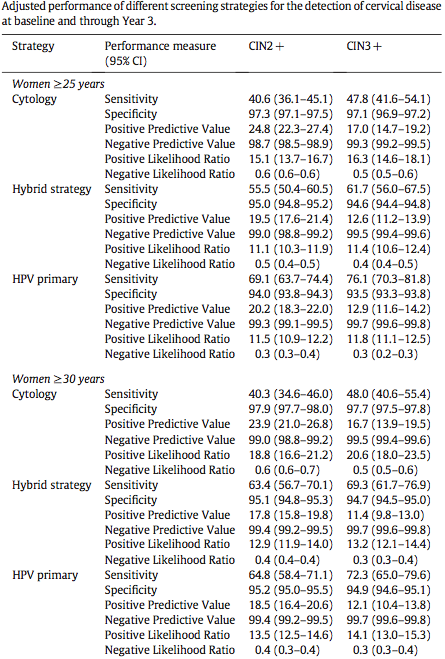 Adjusted performance of different screening strategies for the detection of cervical disease
at baseline and through Year 3.
Strategy Performance measure CIN2 + CIN3 +
(95% CI)
Women ≥25 years
Cytology Sensitivity 40.6 (36.1–45.1) 47.8 (41.6–54.1)
Specificity 97.3 (97.1–97.5) 97.1 (96.9–97.2)
Positive Predictive Value 24.8 (22.3–27.4) 17.0 (14.7–19.2)
Negative Predictive Value 98.7 (98.5–98.9) 99.3 (99.2–99.5)
Positive Likelihood Ratio 15.1 (13.7–16.7) 16.3 (14.6–18.1)
Negative Likelihood Ratio 0.6 (0.6–0.6) 0.5 (0.5–0.6)
Hybrid strategy Sensitivity 55.5 (50.4–60.5) 61.7 (56.0–67.5)
Specificity 95.0 (94.8–95.2) 94.6 (94.4–94.8)
Positive Predictive Value 19.5 (17.6–21.4) 12.6 (11.2–13.9)
Negative Predictive Value 99.0 (98.8–99.2) 99.5 (99.4–99.6)
Positive Likelihood Ratio 11.1 (10.3–11.9) 11.4 (10.6–12.4)
Negative Likelihood Ratio 0.5 (0.4–0.5) 0.4 (0.4–0.5)
HPV primary Sensitivity 69.1 (63.7–74.4) 76.1 (70.3–81.8)
Specificity 94.0 (93.8–94.3) 93.5 (93.3–93.8)
Positive Predictive Value 20.2 (18.3–22.0) 12.9 (11.6–14.2)
Negative Predictive Value 99.3 (99.1–99.5) 99.7 (99.6–99.8)
Positive Likelihood Ratio 11.5 (10.9–12.2) 11.8 (11.1–12.5)
Negative Likelihood Ratio 0.3 (0.3–0.4) 0.3 (0.2–0.3)
Women ≥30 years
Cytology Sensitivity 40.3 (34.6–46.0) 48.0 (40.6–55.4)
Specificity 97.9 (97.7–98.0) 97.7 (97.5–97.8)
Positive Predictive Value 23.9 (21.0–26.8) 16.7 (13.9–19.5)
Negative Predictive Value 99.0 (98.8–99.2) 99.5 (99.4–99.6)
Positive Likelihood Ratio 18.8 (16.6–21.2) 20.6 (18.0–23.5)
Negative Likelihood Ratio 0.6 (0.6–0.7) 0.5 (0.5–0.6)
Hybrid strategy Sensitivity 63.4 (56.7–70.1) 69.3 (61.7–76.9)
Specificity 95.1 (94.8–95.3) 94.7 (94.5–95.0)
Positive Predictive Value 17.8 (15.8–19.8) 11.4 (9.8–13.0)
Negative Predictive Value 99.4 (99.2–99.5) 99.7 (99.6–99.8)
Positive Likelihood Ratio 12.9 (11.9–14.0) 13.2 (12.1–14.4)
Negative Likelihood Ratio 0.4 (0.4–0.4) 0.3 (0.3–0.4)
HPV primary Sensitivity 64.8 (58.4–71.1) 72.3 (65.0–79.6)
Specificity 95.2 (95.0–95.5) 94.9 (94.6–95.1)
Positive Predictive Value 18.5 (16.4–20.6) 12.1 (10.4–13.8)
Negative Predictive Value 99.4 (99.2–99.5) 99.7 (99.6–99.8)
Positive Likelihood Ratio 13.5 (12.5–14.6) 14.1 (13.0–15.3)
Negative Likelihood Ratio 0.4 (0.3–0.4) 0.3 (0.3–0.4)